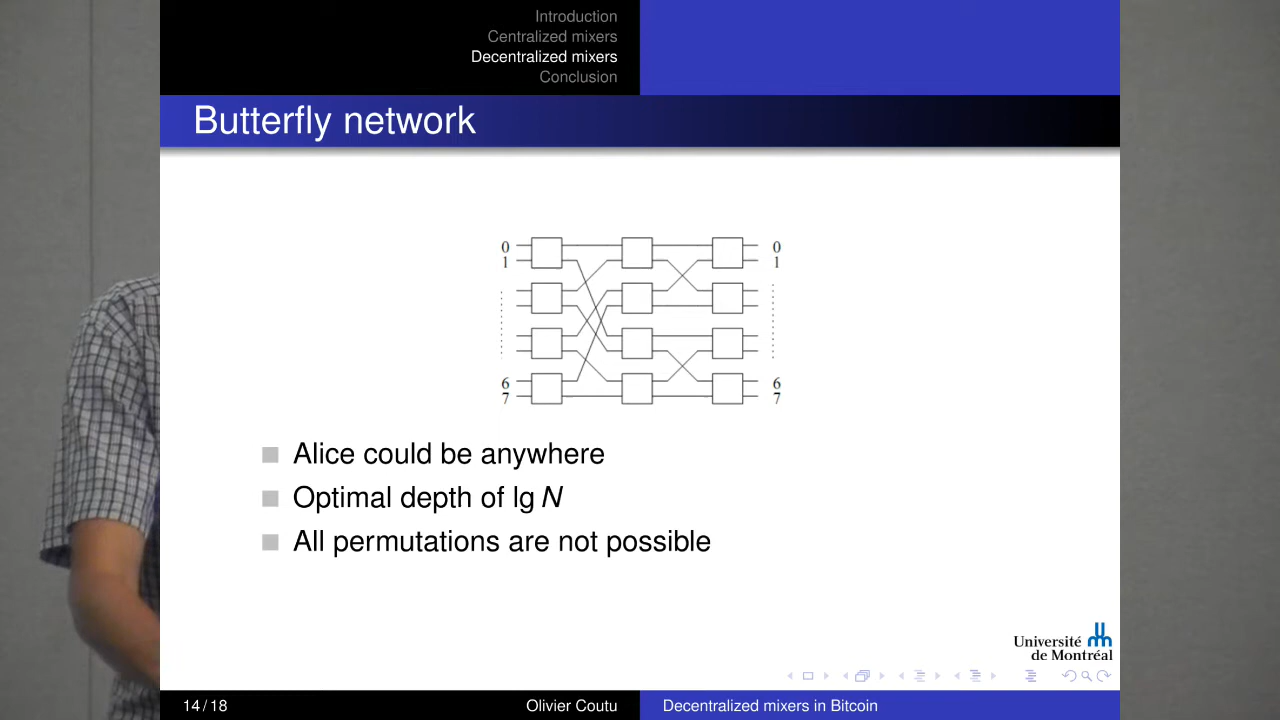 Introduction
Centralized mixers
Decentralized mixers
Conclusion
Butterfly network
0 0
1 1
6 6
7 7
Alice could be anywhere
Optimal depth of lg N
All permutations are not possible
Université
de Montréal
14 / 18 Olivier Coutu Decentralized mixers in Bitcoin